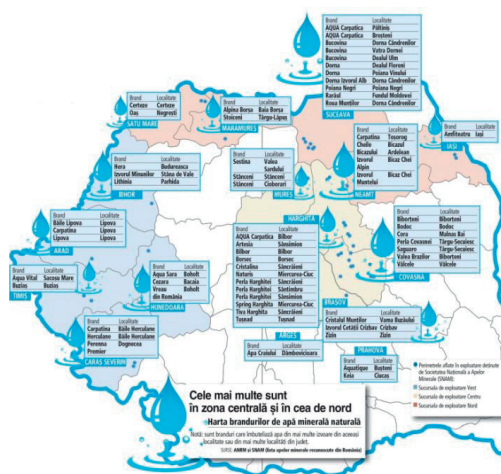 Brand Localitate
AQUA Carpatica Păltiniș
AQUA Carpatica Broșteni
Bucovina Dorna Cândrenilor
Bucovina Vatra Dornei
Bucovina Dealul Ulm
Dorna Dealul Floreni
Dorna Poiana Vinului
Dorna Izvorul Alb Dorna Cândrenilor
Poiana Negri Poiana Negri
Rarăul Fundul Moldovei
Roua Munților Dorna Cândrenilor
SUCEAVA
Brand Localitate
Certeze Certeze
Oaș Negrești
SATU MARE
Brand Localitate
Alpina Borșa Baia Borșa
Stoiceni Târgu-Lăpuș
MARAMUREȘ
Brand Localitate
Amfiteatru Iași
IAȘI
Brand Localitate
Hera Budureasca
Izvorul Minunilor Stâna de Vale
Lithinia Parhida
BIHOR
Brand Localitate
Sestina Valea
Sardului
Stânceni Stânceni
Stânceni Ciobotari
MUREȘ
Brand Localitate
Carpatina Tosorog
Cheile Bicazul
Bicazului Ardelean
Izvorul Bicaz Chei
Alpin
Izvorul Bicaz Chei
Muntelui
NEAMȚ
Brand Localitate
Băile Lipova Lipova
Carpatina Lipova
Lipova Lipova
ARAD
HARGHITA
Brand Localitate
AQUA Carpatica Bilbor
Artesia Sânsimion
Bilbor Bilbor
Borsec Borsec
Cristalina Sâncrăieni
Naturis Miercurea-Ciuc
Perla Harghitei Sâncrăieni
Perla Harghitei Sântimbru
Perla Harghitei Sânsimion
Spring Harghita Miercurea-Ciuc
Tiva Harghita Sâncrăieni
Tușnad Tușnad
Brand Localitate
Biborțeni Biborțeni
Bodoc Bodoc
Cora Malnaș Băi
Perla Covasnei Târgu-Secuiesc
Saguaro Târgu-Secuiesc
Valea Brazilor Biborțeni
Vâlcele Vâlcele
COVASNA
Brand Localitate
Aqua Vital Sacoșu Mare
Buziaș Buziaș
TIMIȘ
Brand Localitate
Aqua Sara Boholt
Cezara Bacaia
Vreau Boholt
din România
HUNEDOARA
Brand Localitate
Carpatina Băile Herculane
Herculane Băile Herculane
Perenna Dognecea
Premier
CARAȘ SEVERIN
BRAȘOV
Brand Localitate
Cristalul Munților Vama Buzăului
Izvorul Cetății Crizbav Crizbav
Zizin Zizin
ARGEȘ
Brand Localitate
Apa Craiului Dâmbovicioara
PRAHOVA
Brand Localitate
Aquatique Bușteni
Keia Ciucaș
Perimetrele aflate în exploatare deținute
de Societatea Națională a Apelor
Minerale (SNAM)
Sucursala de exploatare Vest
Sucursala de exploatare Centru
Sucursala de exploatare Nord
Cele mai multe sunt
în zona centrală și în cea de nord
Harta brandurilor de apă minerală naturală
Notă: sunt branduri care îmbuteliază apa din mai multe izvoare din aceeași
localitate sau din mai multe localități din județ.
SURSE: ANRM și SNAM (lista apelor minerale recunoscute din România)